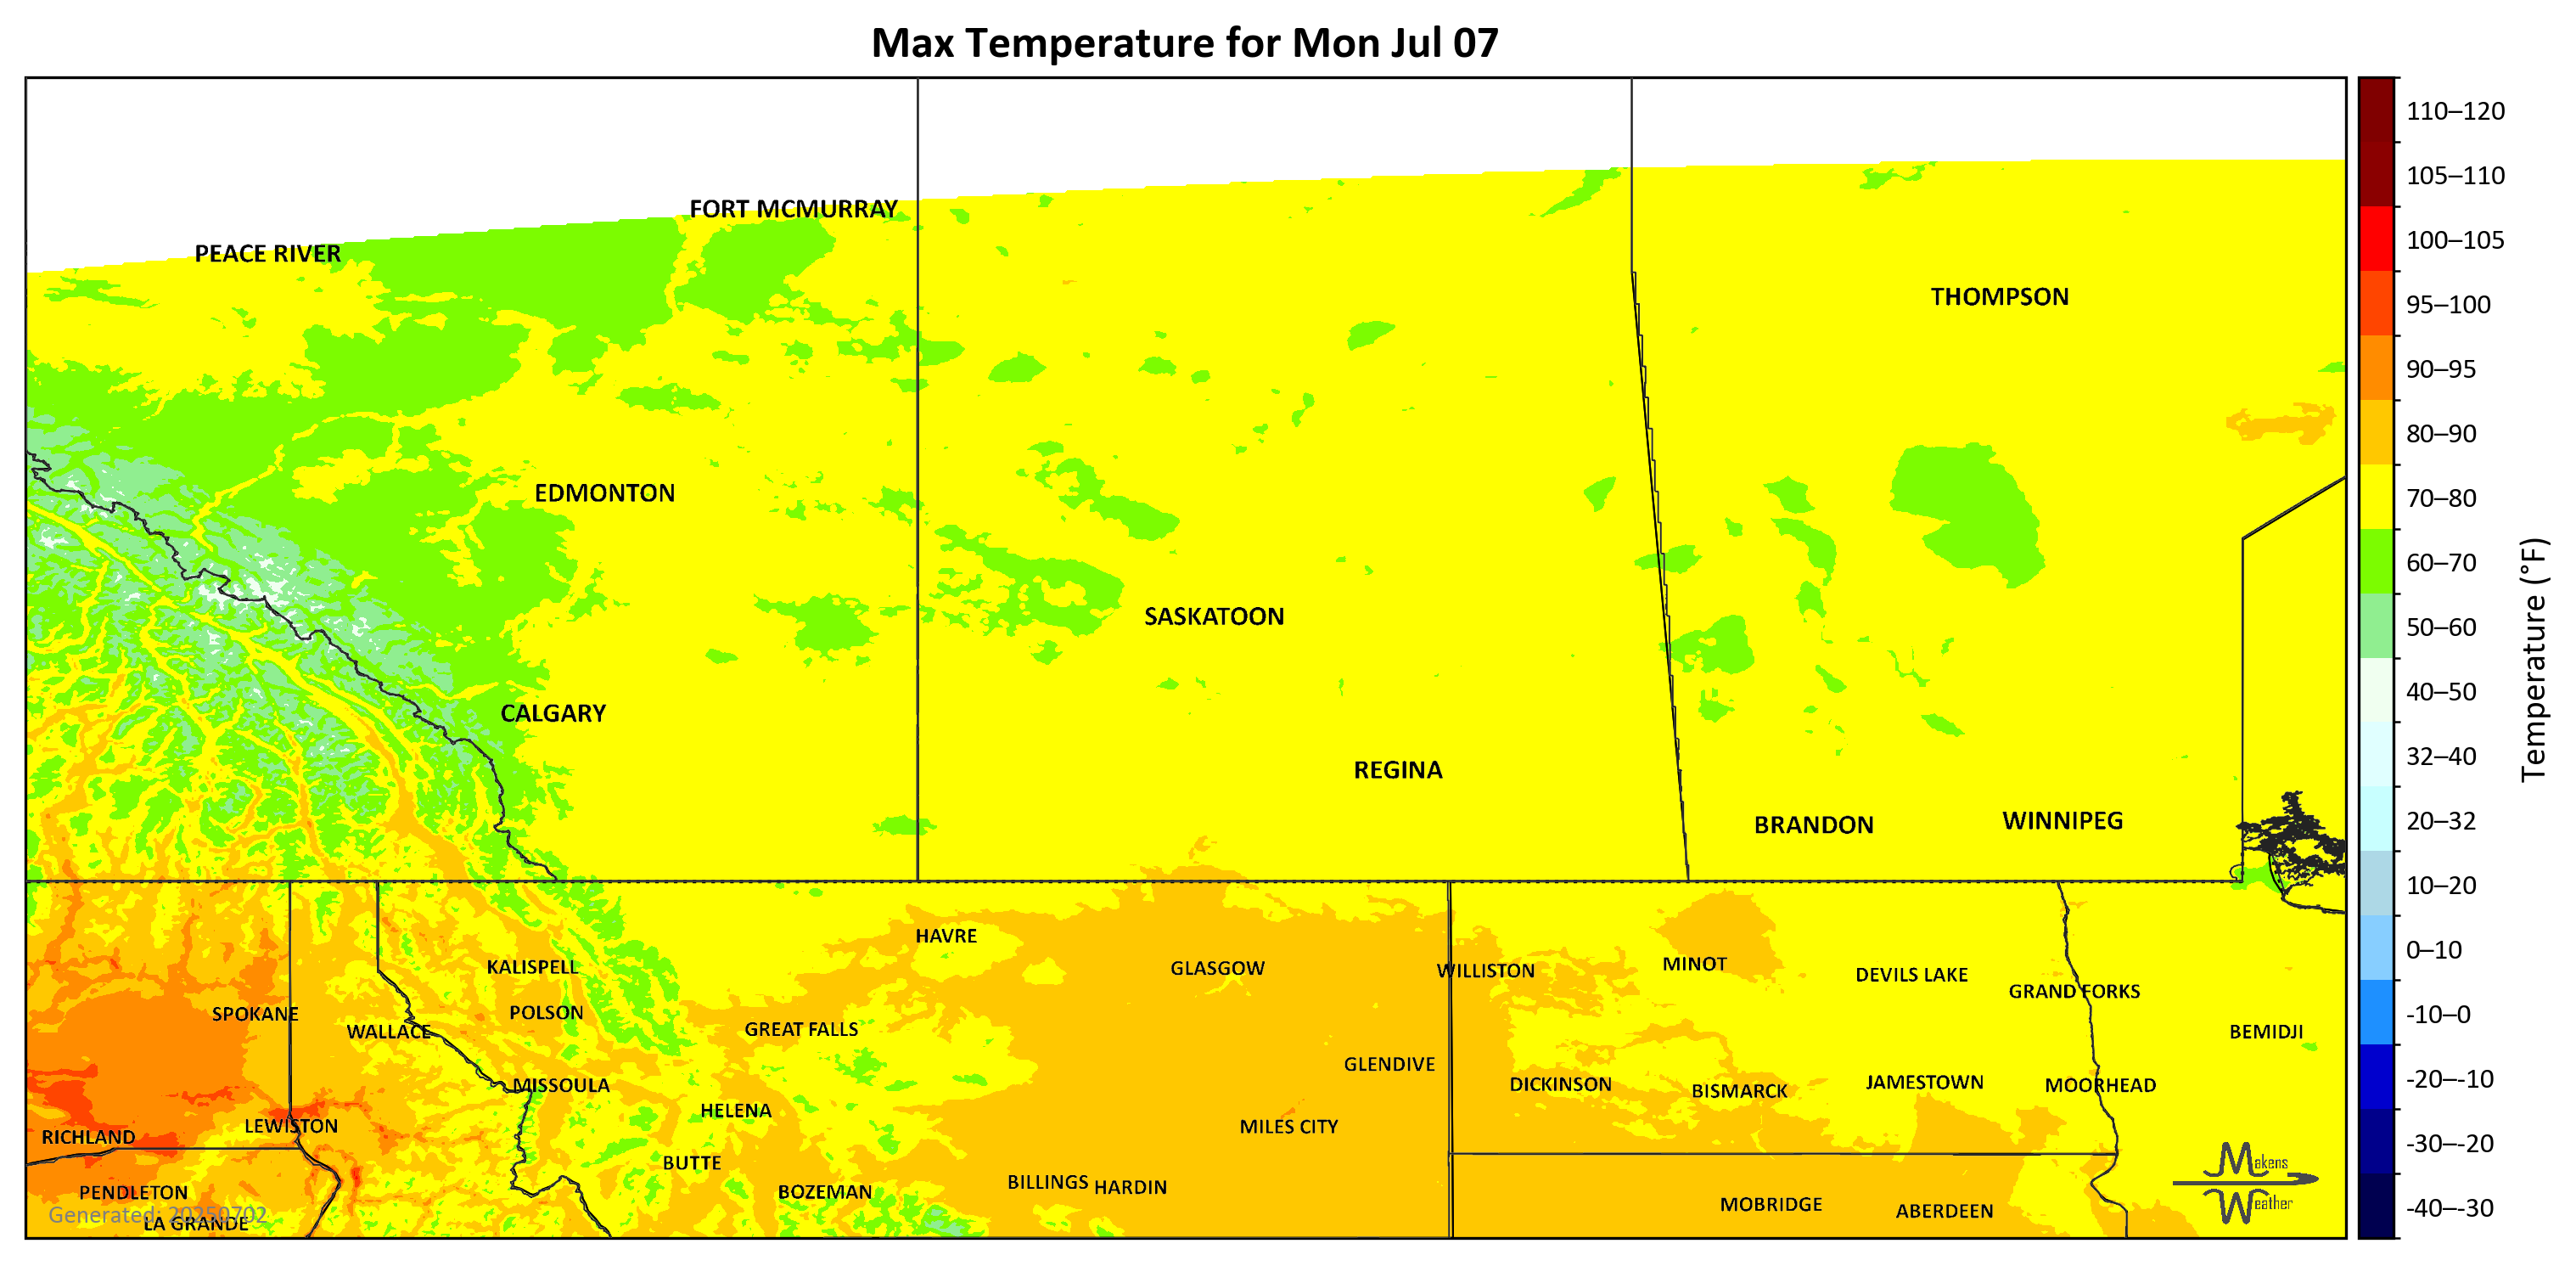 Max Temperature for Mon Jul 07
FORT MCMURRAY
PEACE RIVER
THOMPSON
EDMONTON
SASKATOON
CALGARY
REGINA
BRANDON
WINNIPEG
HAVRE
KALISPELL
GLASGOW
WILLISTON
MINOT
DEVILS LAKE
GRAND FORKS
SPOKANE
POLSON
WALLACE
GREAT FALLS
BEMIDJI
GLENDIVE
MISSOULA
DICKINSON
BISMARCK
JAMESTOWN
MOORHEAD
HELENA
LEWISTON
MILES CITY
RICHLAND
BUTTE
PENDLETON
BOZEMAN
BILLINGS
HARDIN
MOBRIDGE
ABERDEEN
Generated: 20250702
LA GRANDE
Makens
Weather
110–120
105–110
100–105
95–100
90–95
80–90
70–80
60–70
50–60
40–50
32–40
20–32
10–20
0–10
-10–0
-20–-10
-30–-20
-40–-30
Temperature (°F)